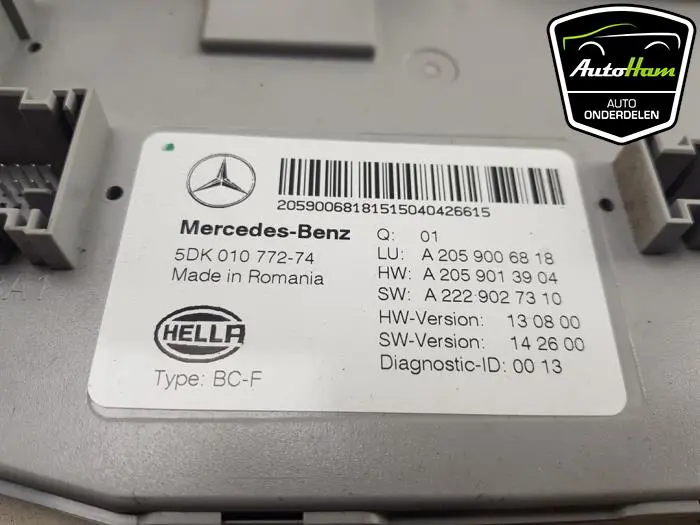 AutoHam
AUTO
ONDERDELEN
20590068181515040426615
Mercedes-Benz
5DK 010 772-74
Made in Romania
HELLA
Type: BC-F
Q: 01
LU: A 205 900 68 18
HW: A 205 901 39 04
SW: A 222 902 73 10
HW-Version: 13 08 00
SW-Version: 14 26 00
Diagnostic-ID: 00 13
A1